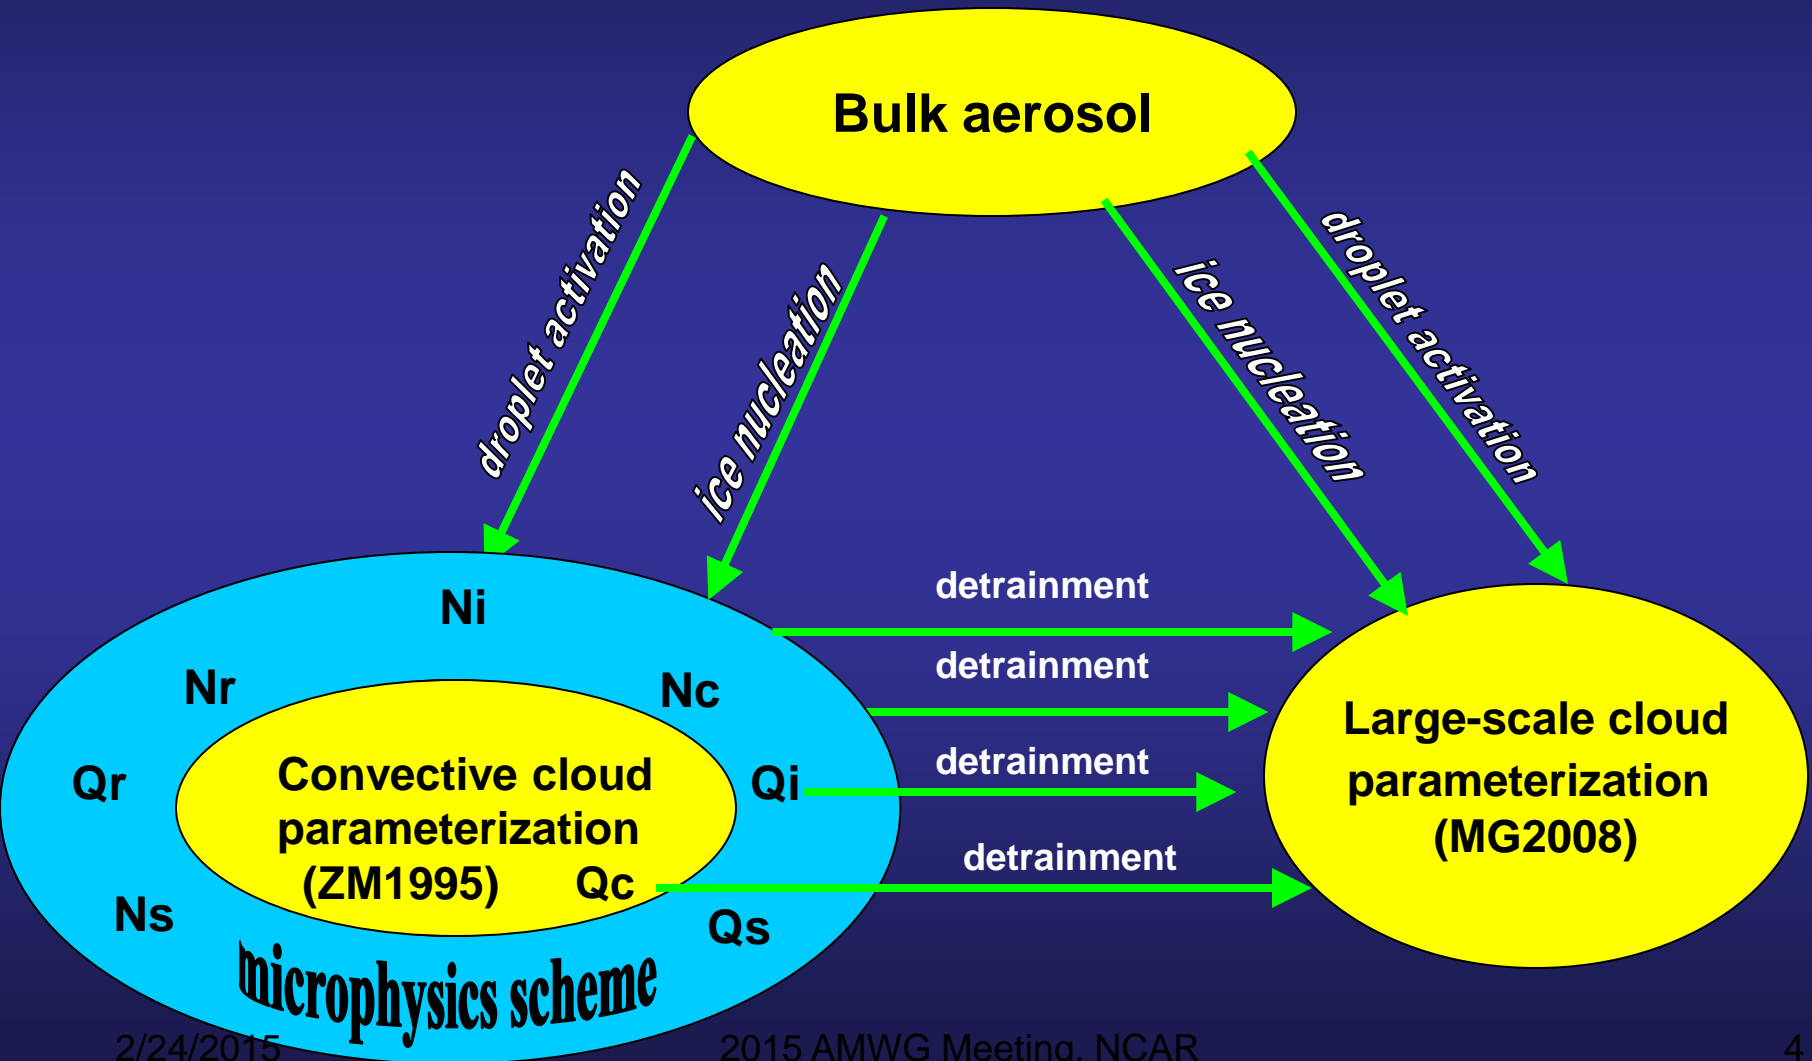 Bulk aerosol
droplet activation
ice nucleation
ice nucleation
droplet activation
detrainment
detrainment
detrainment
detrainment
Ni
Nr
Nc
Qr
Qi
Convective cloud
parameterization
(ZM1995)
Qc
Ns
Qs
microphysics scheme
Large-scale cloud
parameterization
(MG2008)
2/24/2015
2015 AMWG Meeting, NCAR
4